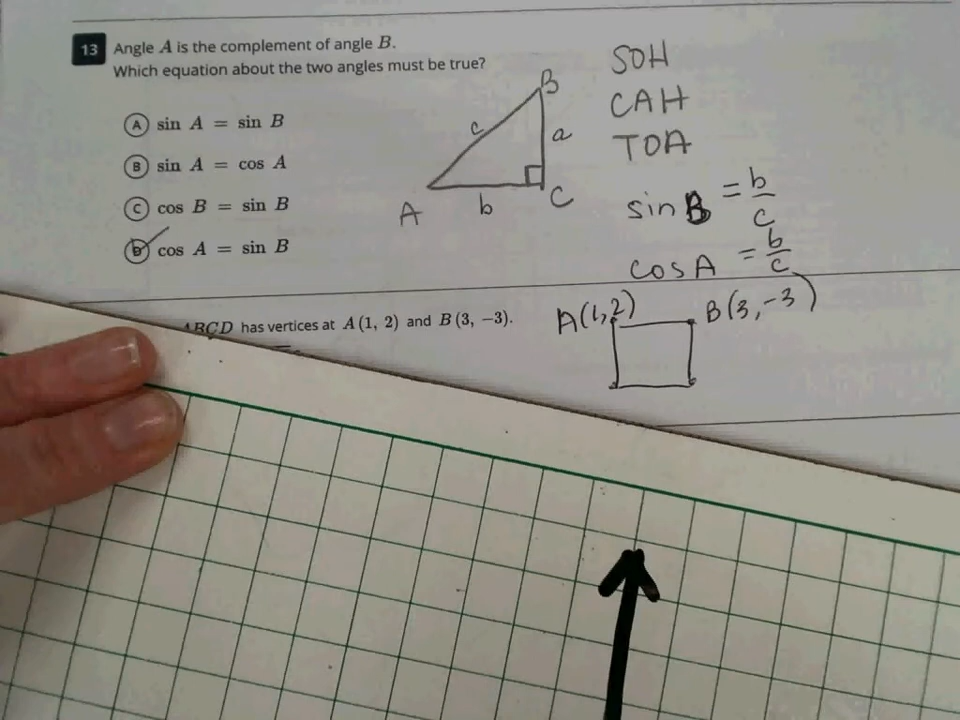 13 Angle A is the complement of angle B.
Which equation about the two angles must be true?
A sin A = sin B
B sin A = cos A
C cos B = sin B
D cos A = sin B
B
c
a
A
b
C
SOH
CAH
TOA
sin B = b/c
cos A = b/c
ABCD has vertices at A (1, 2) and B (3, −3).
A(1,2)
B(3,-3)